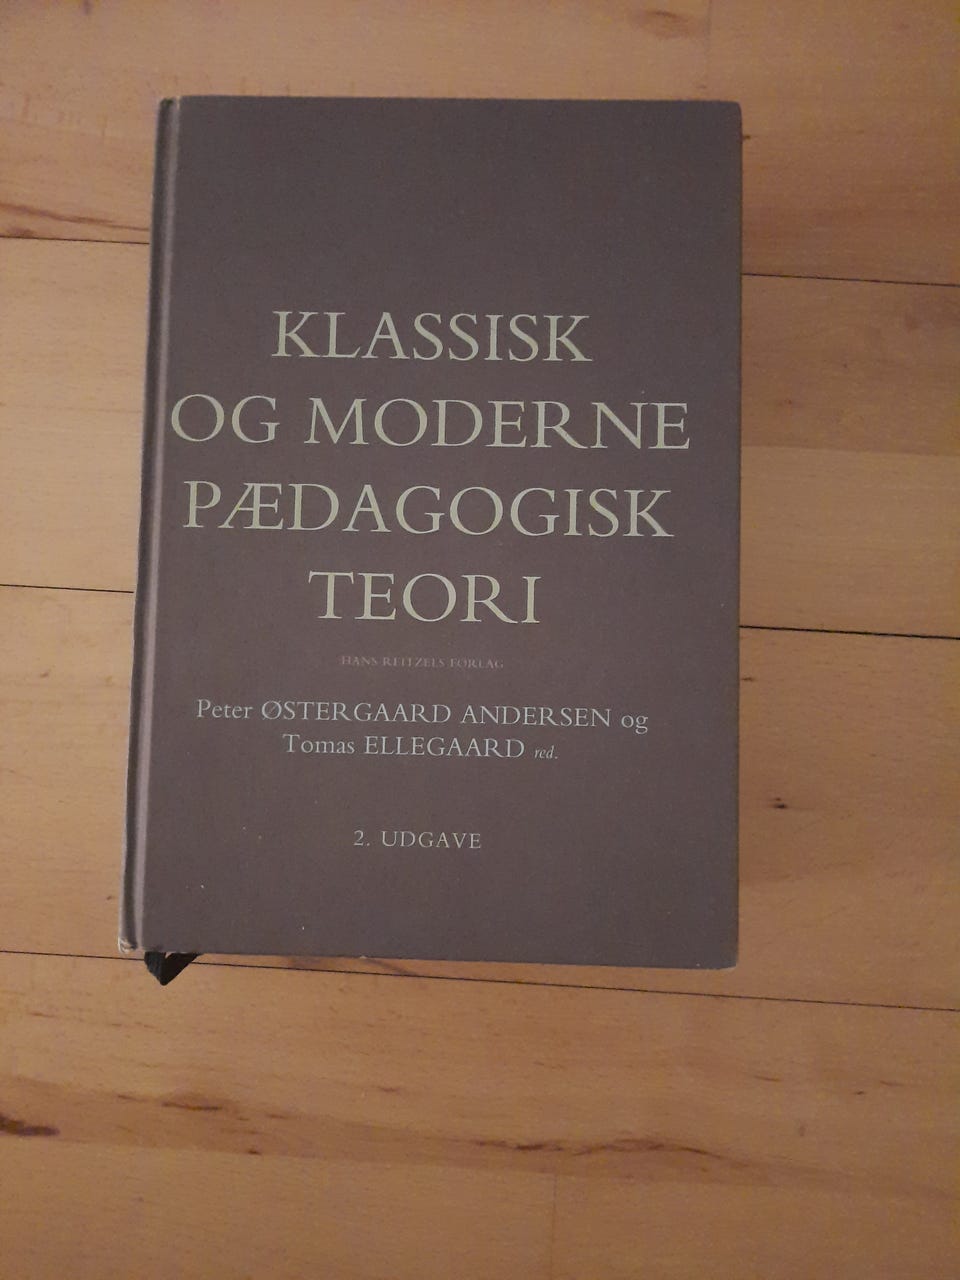 KLASSISK
OG MODERNE
PÆDAGOGISK
TEORI
HANS REITZELS FORLAG
Peter ØSTERGAARD ANDERSEN og
Tomas ELLEGAARD red.
2. UDGAVE